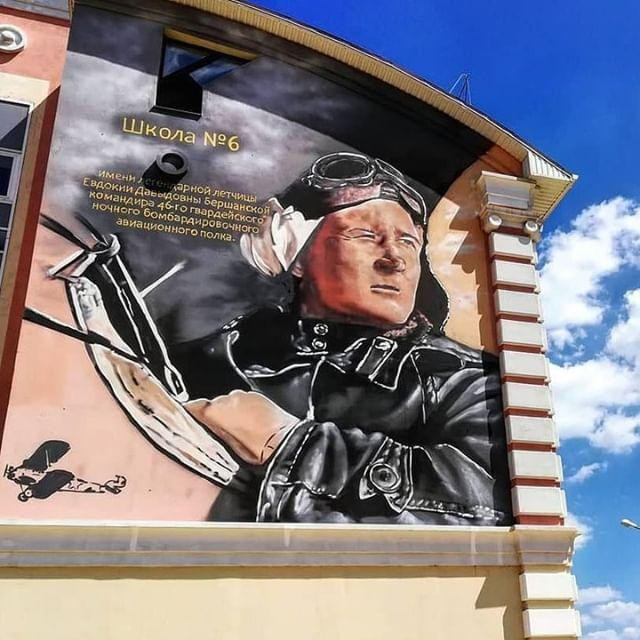 Школа №6
имени легендарной летчицы
Евдокии Давыдовны Бершанской
командира 46-го гвардейского
ночного бомбардировочного
авиационного полка.